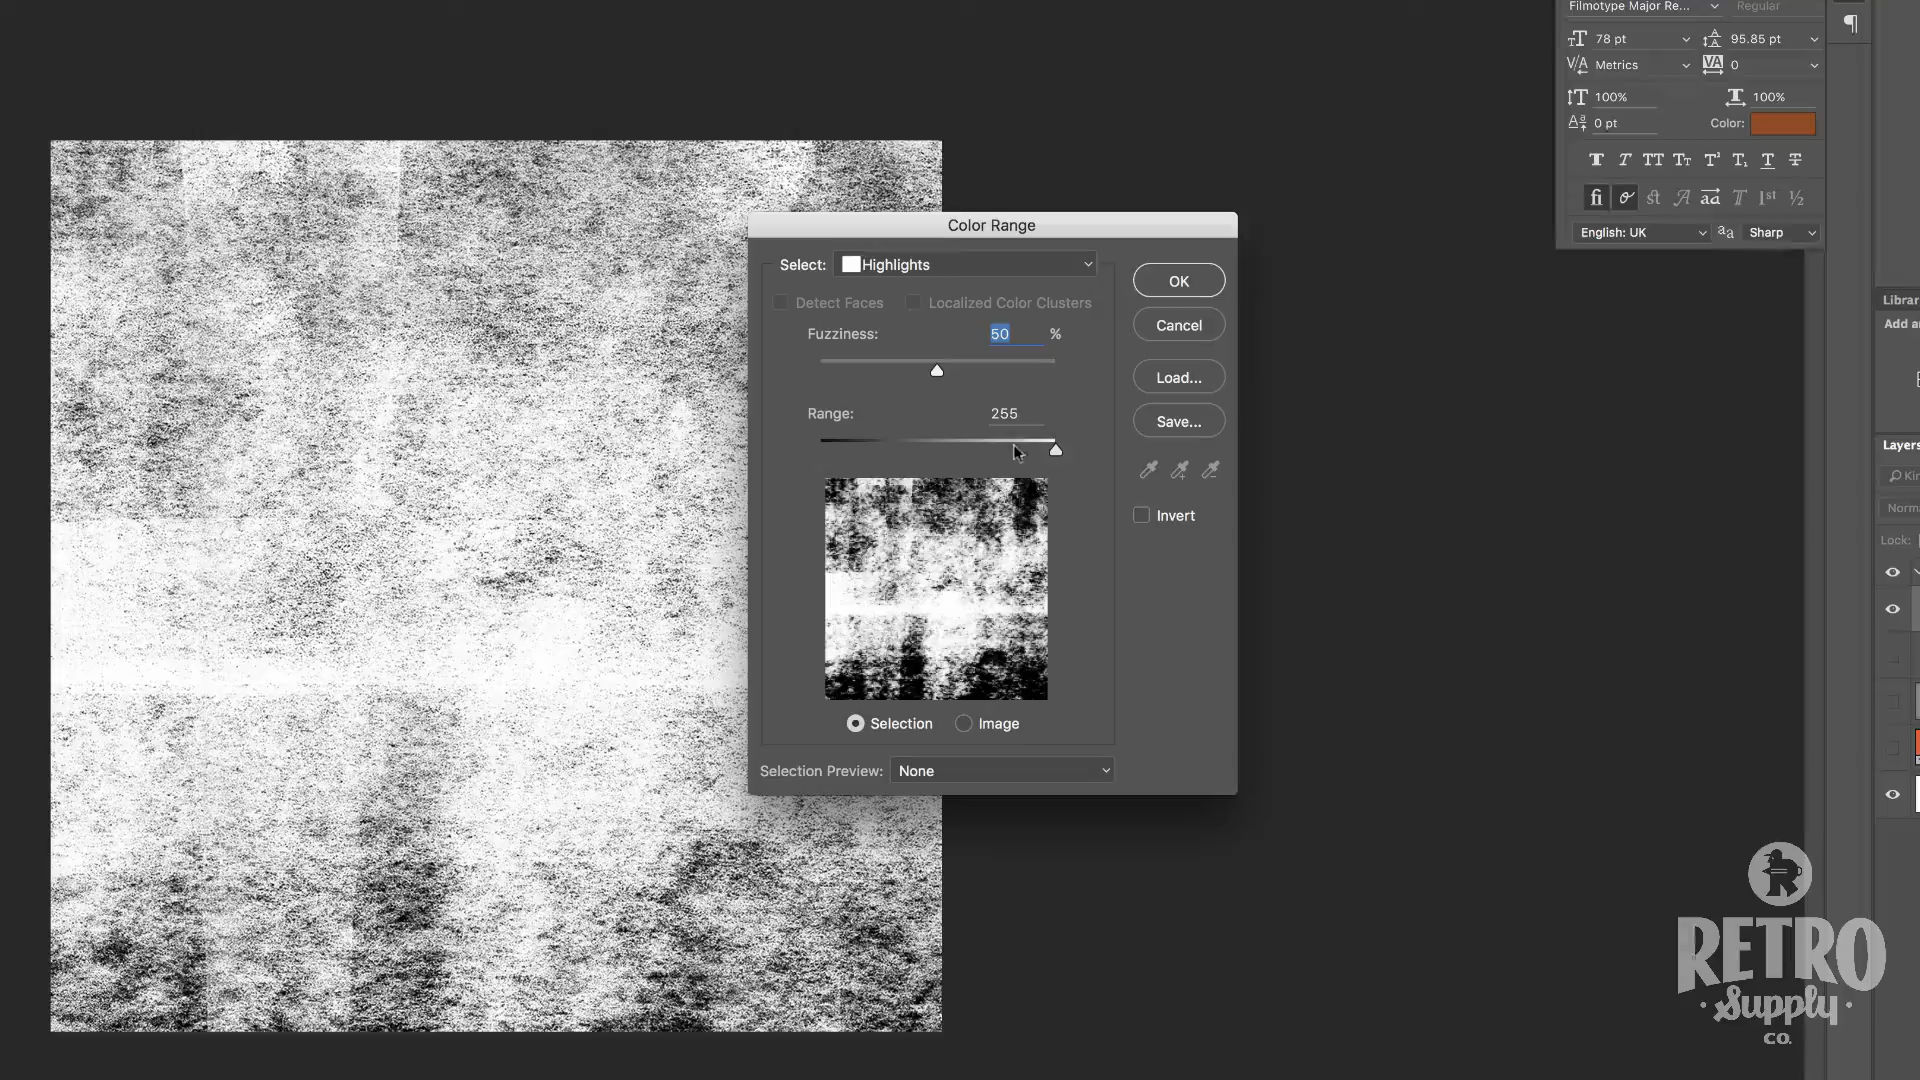 Filmotype Major Re... Regular
78 pt 95.85 pt
Metrics 0
100% 100%
0 pt Color:
English: UK Sharp
Color Range
Select: Highlights
OK
Detect Faces Localized Color Clusters
Fuzziness: 50 %
Cancel
Load...
Range: 255
Save...
Invert
Selection Image
Selection Preview: None
Librar
Add a
Layers
Norma
Lock:
RETRO
Supply
CO.